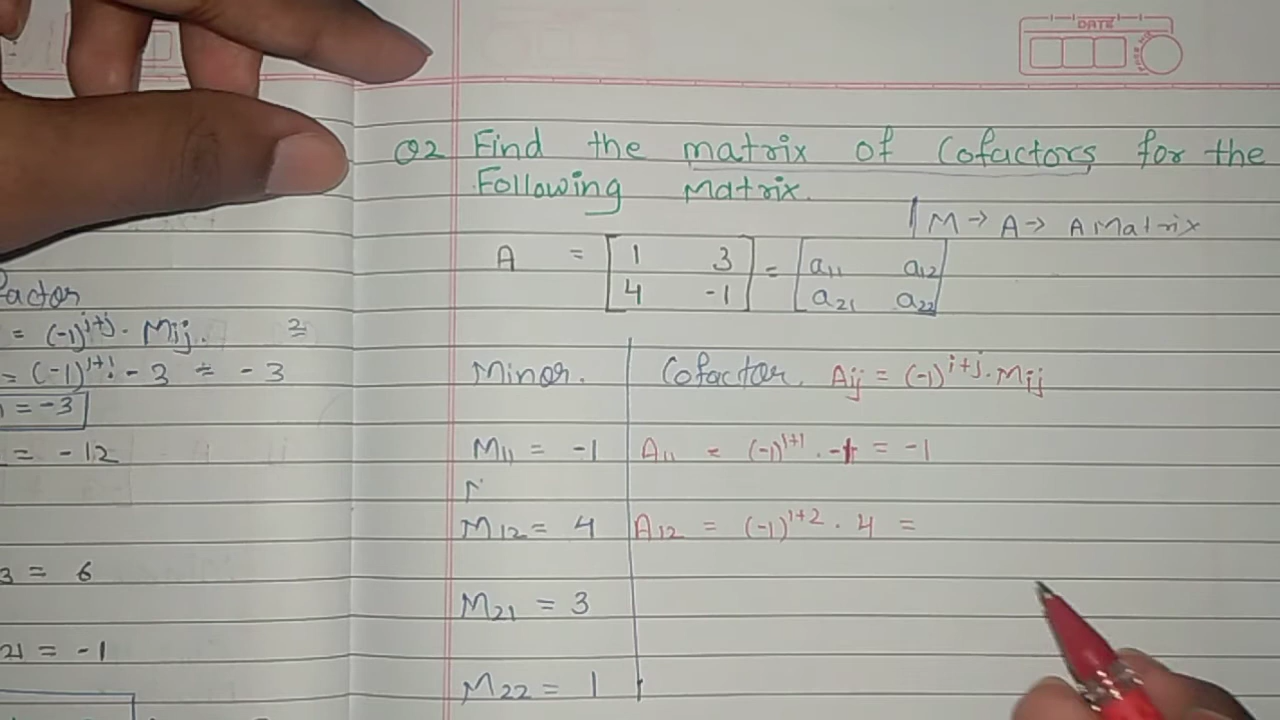 DATE
Q2 Find the matrix of Cofactors for the
Following Matrix.
M → A → A Matrix
A = [ 1 3 ; 4 -1 ] = [ a11 a12 ; a21 a22 ]
Minor. Cofactor. Aij = (-1)^i+j . Mij
M11 = -1 A11 = (-1)^1+1 . -1 = -1
M12 = 4 A12 = (-1)^1+2 . 4 =
M21 = 3
M22 = 1
actor
= (-1)^i+j . Mij.
= (-1)^1+1 . -3 = -3
= -3
= -12
3 = 6
21 = -1